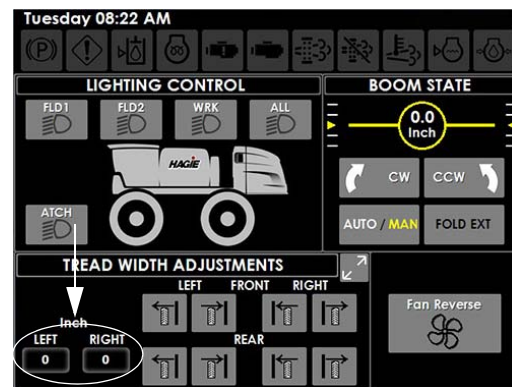 Tuesday 08:22 AM
(P)
LIGHTING CONTROL
FLD1 FLD2 WRK ALL
HAGIE
ATCH
BOOM STATE
0.0
Inch
CW CCW
AUTO / MAN FOLD EXT
TREAD WIDTH ADJUSTMENTS
LEFT FRONT RIGHT
Inch
LEFT RIGHT
0 0
REAR
Fan Reverse